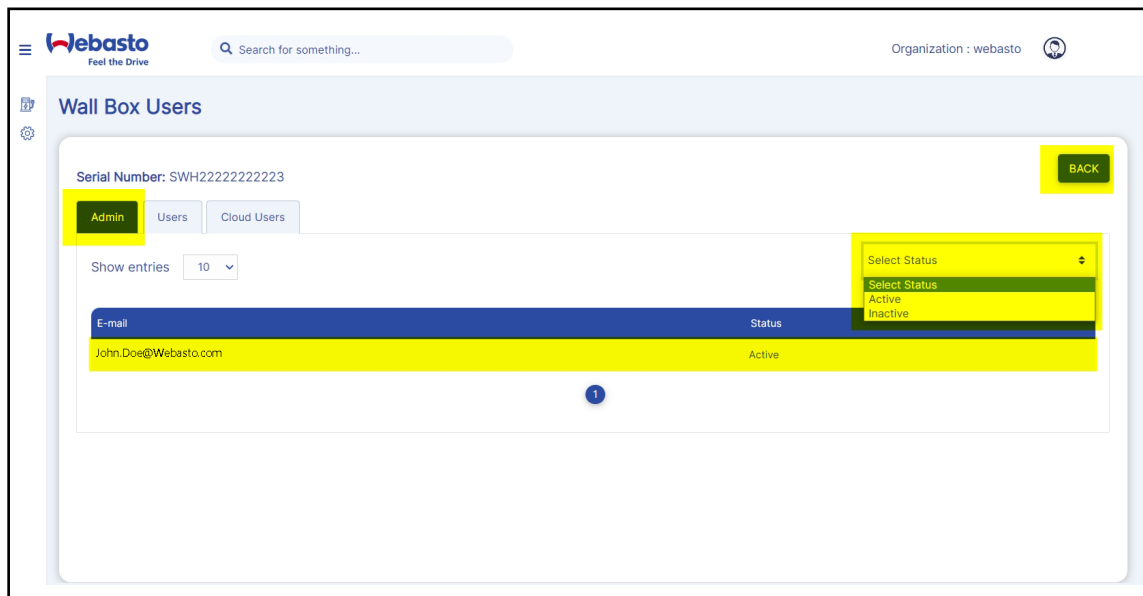 Webasto
Feel the Drive
Search for something...
Organization : webasto
Wall Box Users
Serial Number: SWH22222222223
BACK
Admin Users Cloud Users
Show entries 10
Select Status
Select Status
Active
Inactive
E-mail Status
John.Doe@Webasto.com Active
1